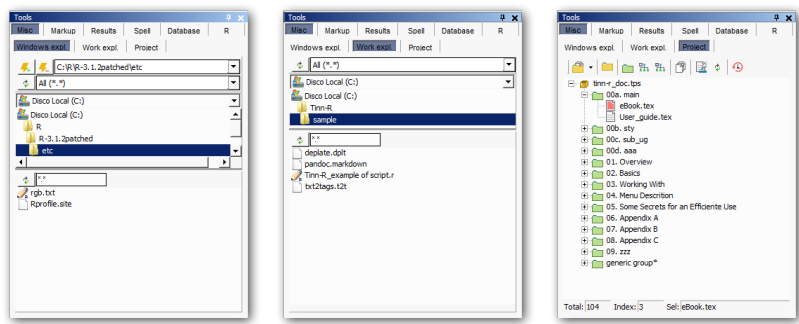 Tools
Misc Markup Results Spell Database R
Windows expl. Work expl. Project
C:\R\R-3.1.2patched\etc
All (*.*)
Disco Local (C:)
Disco Local (C:)
R
R-3.1.2patched
etc
*.*
rgb.txt
Rprofile.site
Tools
Misc Markup Results Spell Database R
Windows expl. Work expl. Project
All (*.*)
Disco Local (C:)
Disco Local (C:)
Tinn-R
sample
*.*
deplate.dplt
pandoc.markdown
Tinn-R_example of script.r
txt2tags.t2t
Tools
Misc Markup Results Spell Database R
Windows expl. Work expl. Project
tinn-r_doc.tps
00a. main
eBook.tex
User_guide.tex
00b. sty
00c. sub_ug
00d. aaa
01. Overview
02. Basics
03. Working With
04. Menu Descrition
05. Some Secrets for an Efficiente Use
06. Appendix A
07. Appendix B
08. Appendix C
09. zzz
generic group*
Total: 104 Index: 3 Sel: eBook.tex